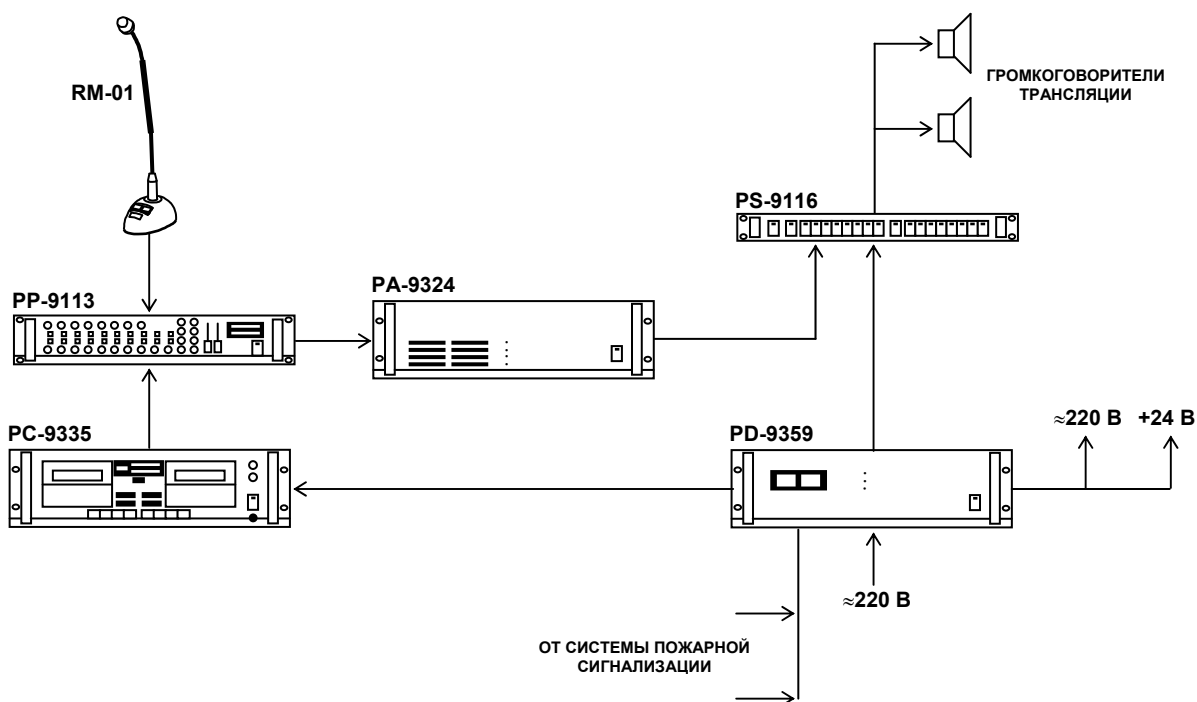 RM-01
ГРОМКОГОВОРИТЕЛИ
ТРАНСЛЯЦИИ
PS-9116
PP-9113
PA-9324
PC-9335
PD-9359
≈220 В
+24 В
≈220 В
ОТ СИСТЕМЫ ПОЖАРНОЙ
СИГНАЛИЗАЦИИ